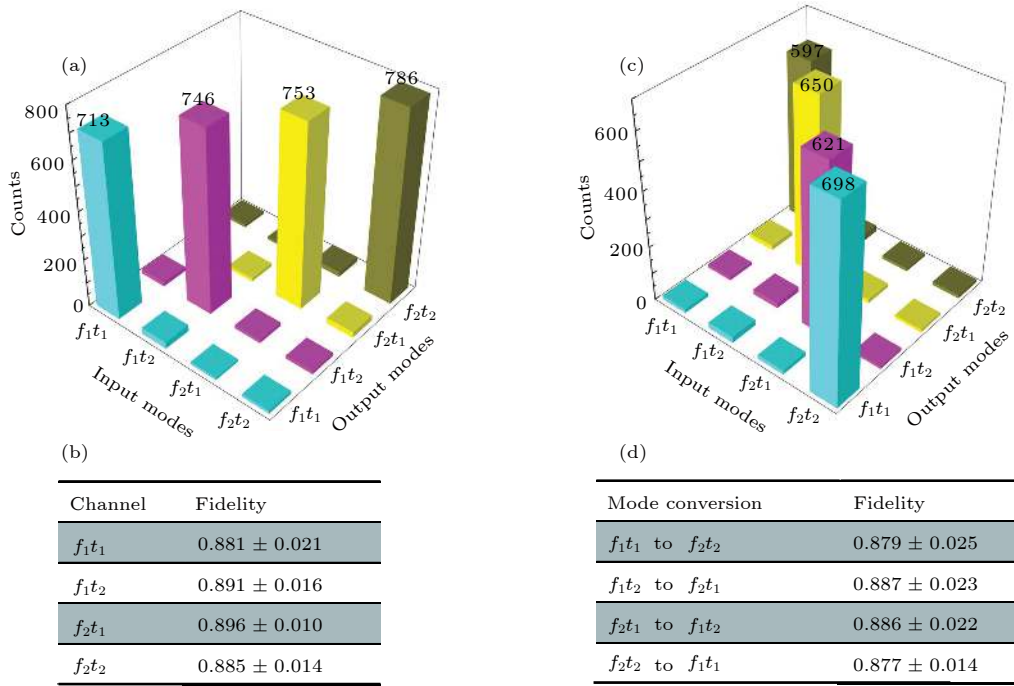 (a)
800
600
400
200
0
Counts
713
746
753
786
f₁t₁
f₁t₂
f₂t₁
f₂t₂
Input modes
f₁t₁
f₁t₂
f₂t₁
f₂t₂
Output modes
(c)
600
400
200
0
Counts
597
650
621
698
f₁t₁
f₁t₂
f₂t₁
f₂t₂
Input modes
f₁t₁
f₁t₂
f₂t₁
f₂t₂
Output modes
(b)
Channel Fidelity
f₁t₁ 0.881 ± 0.021
f₁t₂ 0.891 ± 0.016
f₂t₁ 0.896 ± 0.010
f₂t₂ 0.885 ± 0.014
(d)
Mode conversion Fidelity
f₁t₁ to f₂t₂ 0.879 ± 0.025
f₁t₂ to f₂t₁ 0.887 ± 0.023
f₂t₁ to f₁t₂ 0.886 ± 0.022
f₂t₂ to f₁t₁ 0.877 ± 0.014